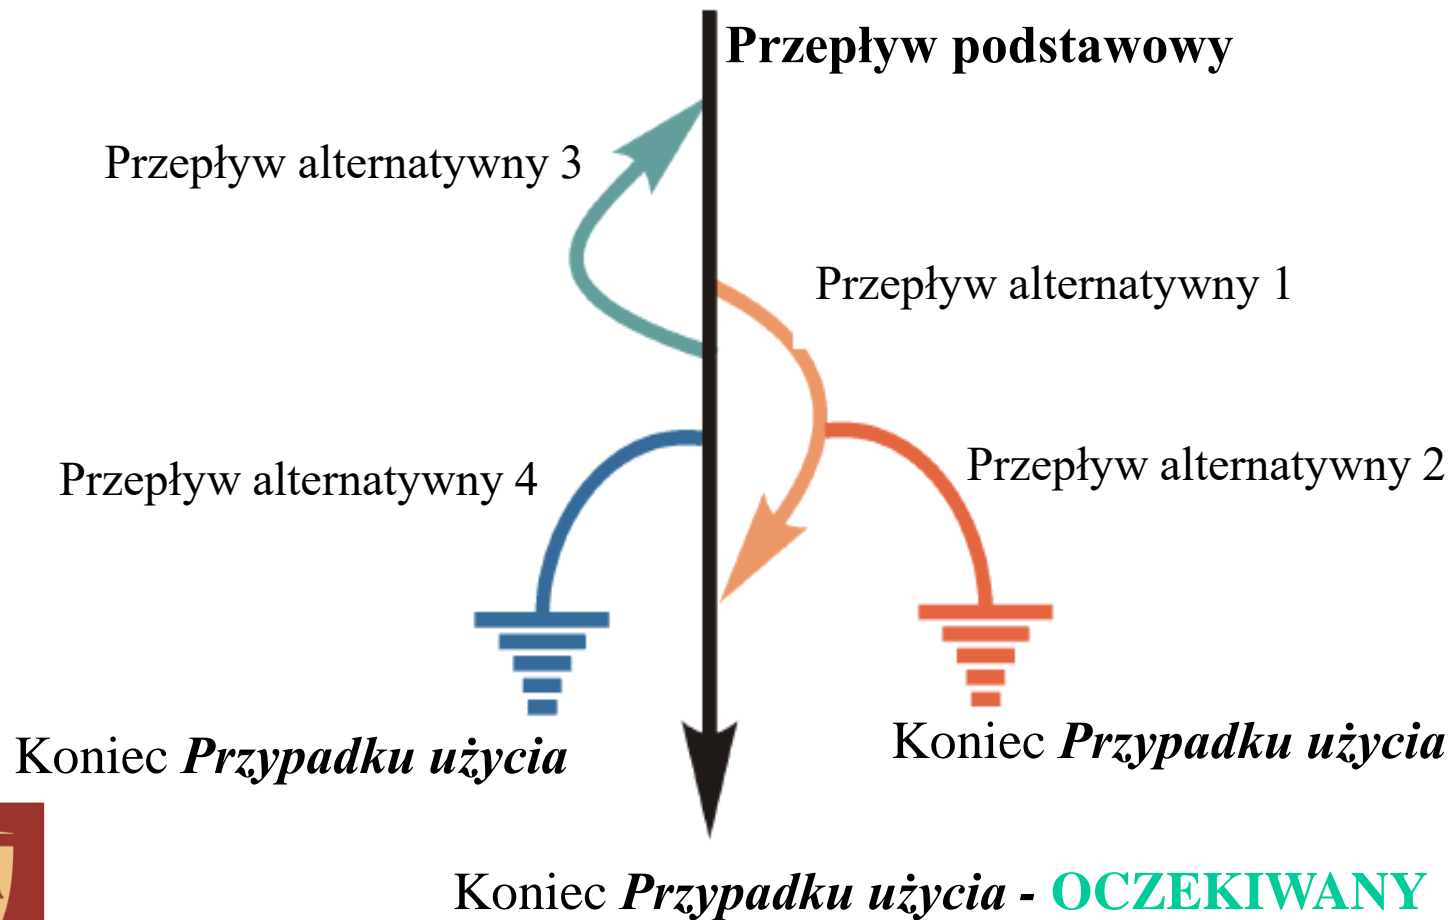 Przepływ podstawowy
Przepływ alternatywny 3
Przepływ alternatywny 1
Przepływ alternatywny 4
Przepływ alternatywny 2
Koniec Przypadku użycia
Koniec Przypadku użycia
Koniec Przypadku użycia - OCZEKIWANY